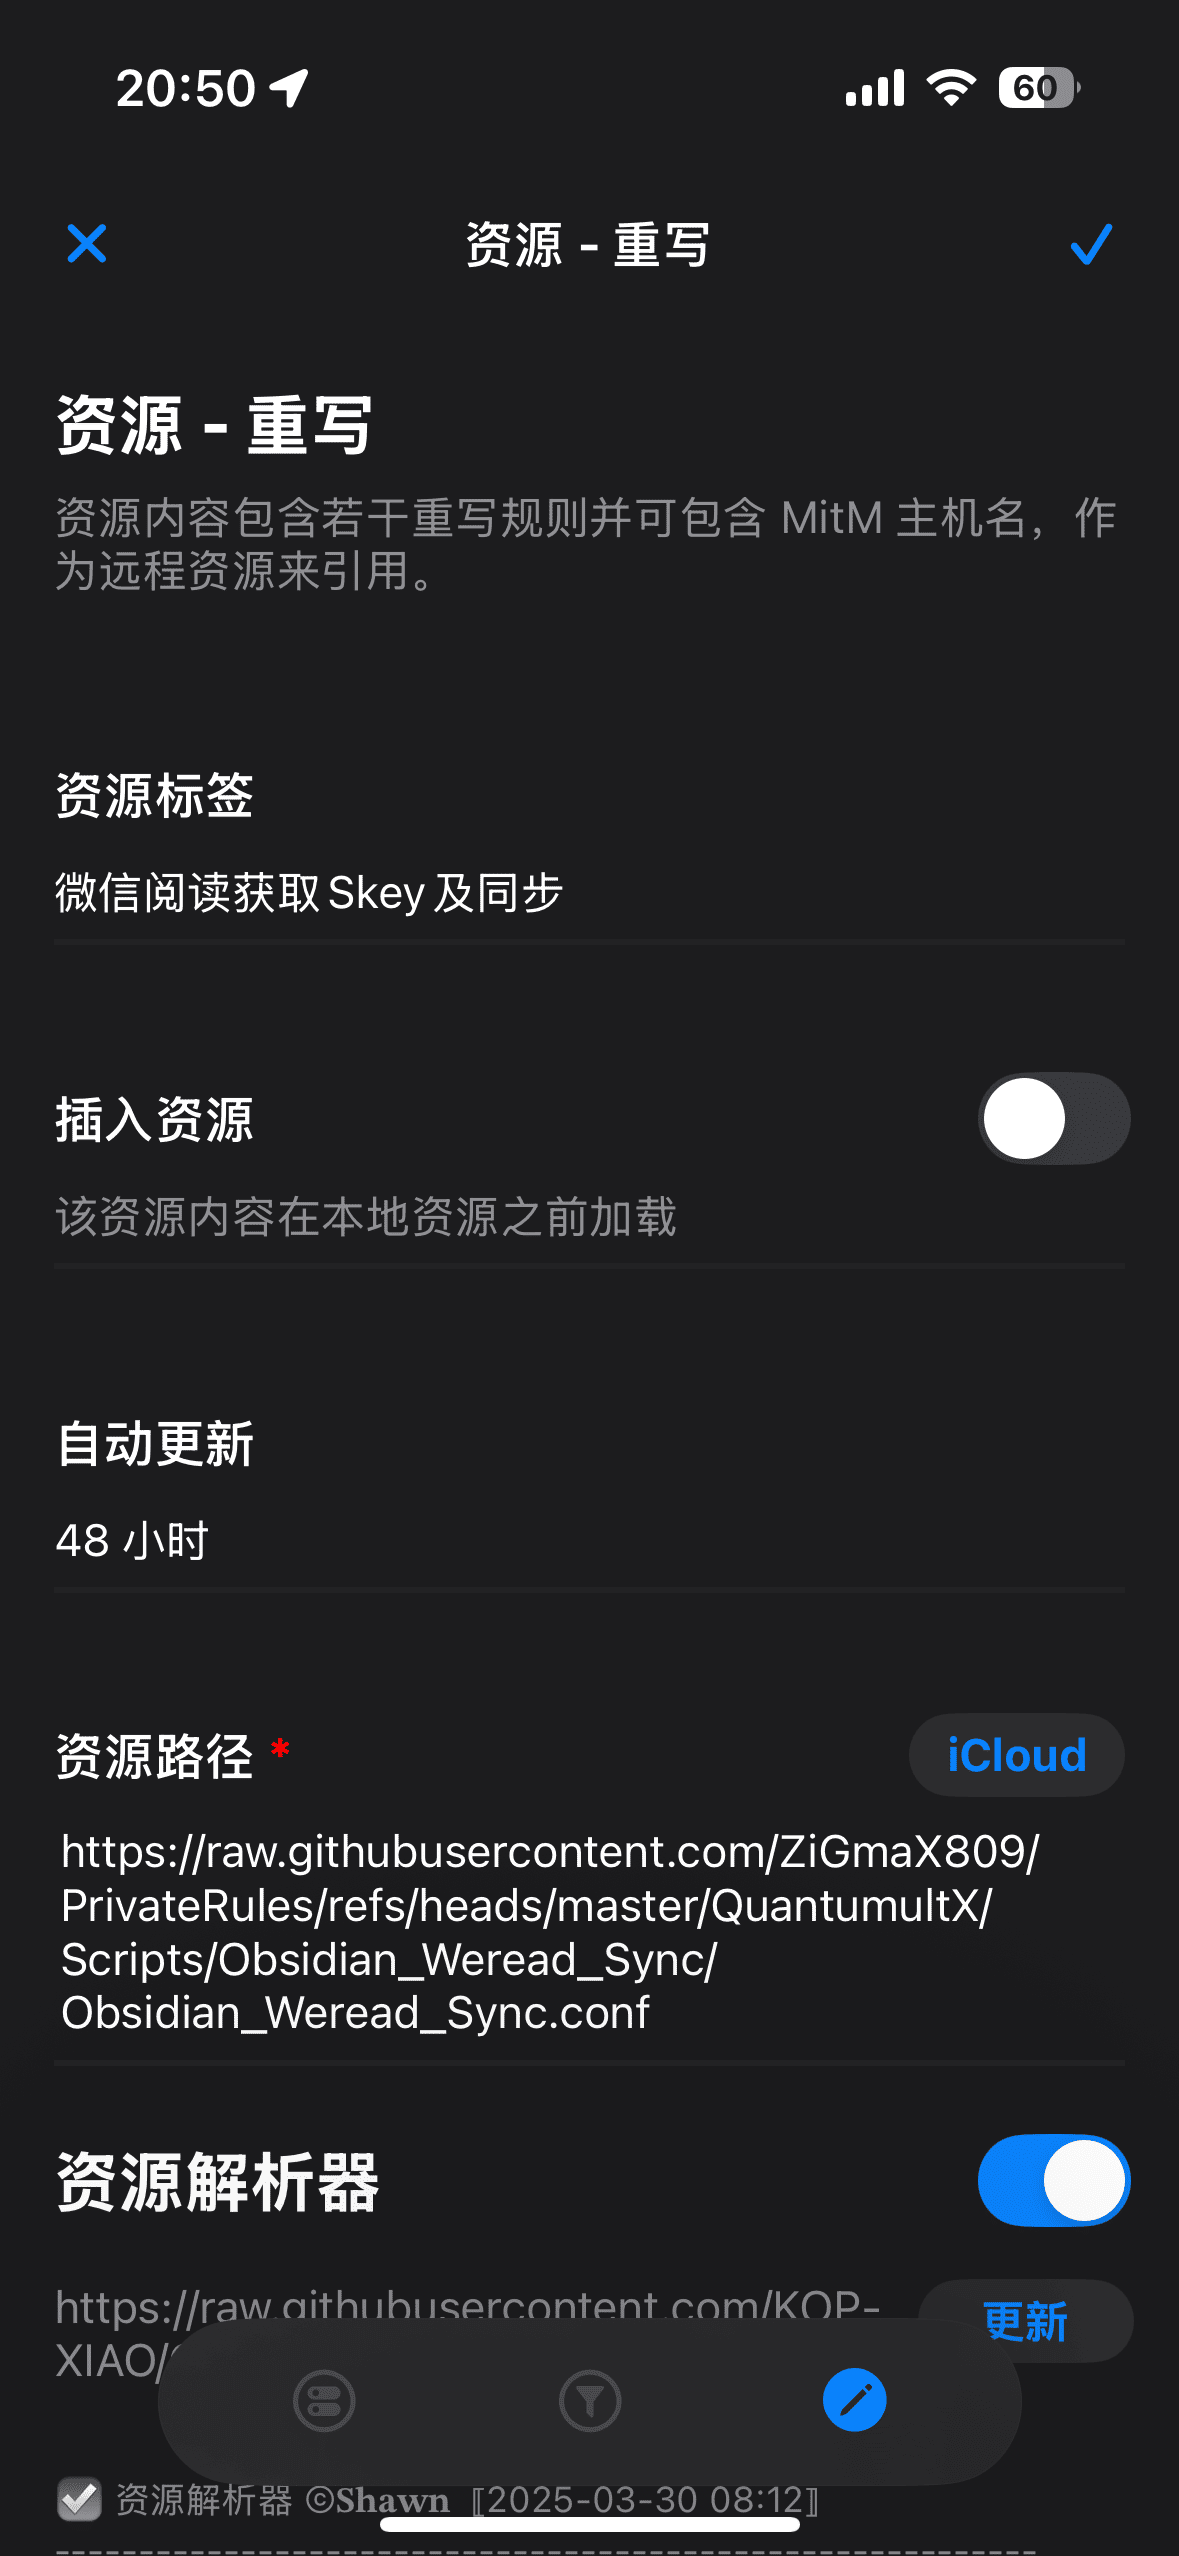 20:50
60
资源 - 重写
资源 - 重写
资源内容包含若干重写规则并可包含 MitM 主机名，作
为远程资源来引用。
资源标签
微信阅读获取Skey及同步
插入资源
该资源内容在本地资源之前加载
自动更新
48 小时
资源路径 *
iCloud
https://raw.githubusercontent.com/ZiGmaX809/
PrivateRules/refs/heads/master/QuantumultX/
Scripts/Obsidian_Weread_Sync/
Obsidian_Weread_Sync.conf
资源解析器
https://raw.githubusercontent.com/KOP-
更新
XIAO/
资源解析器 ©𝐒𝐡𝐚𝐰𝐧 ⟦2025-03-30 08:12⟧